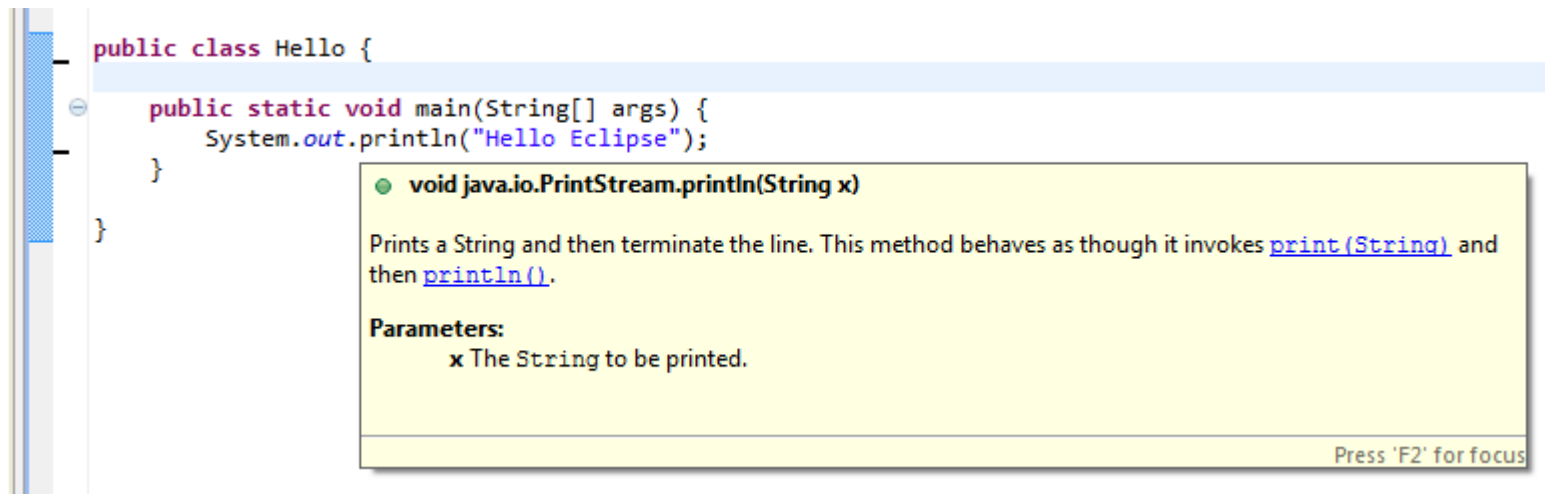 public class Hello {
public static void main(String[] args) {
System.out.println("Hello Eclipse");
}
}
void java.io.PrintStream.println(String x)
Prints a String and then terminate the line. This method behaves as though it invokes print(String) and
then println().
Parameters:
x The String to be printed.
Press 'F2' for focus